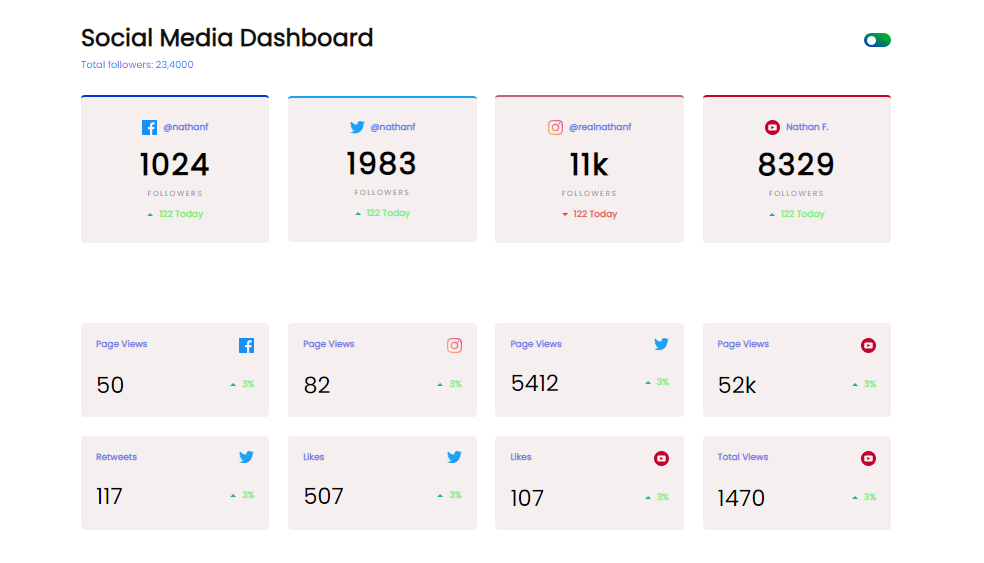 Social Media Dashboard
Total followers: 23,4000
@nathanf
1024
FOLLOWERS
122 Today
@nathanf
1983
FOLLOWERS
122 Today
@realnathanf
11k
FOLLOWERS
122 Today
Nathan F.
8329
FOLLOWERS
122 Today
Page Views
50
3%
Page Views
82
3%
Page Views
5412
3%
Page Views
52k
3%
Retweets
117
3%
Likes
507
3%
Likes
107
3%
Total Views
1470
3%